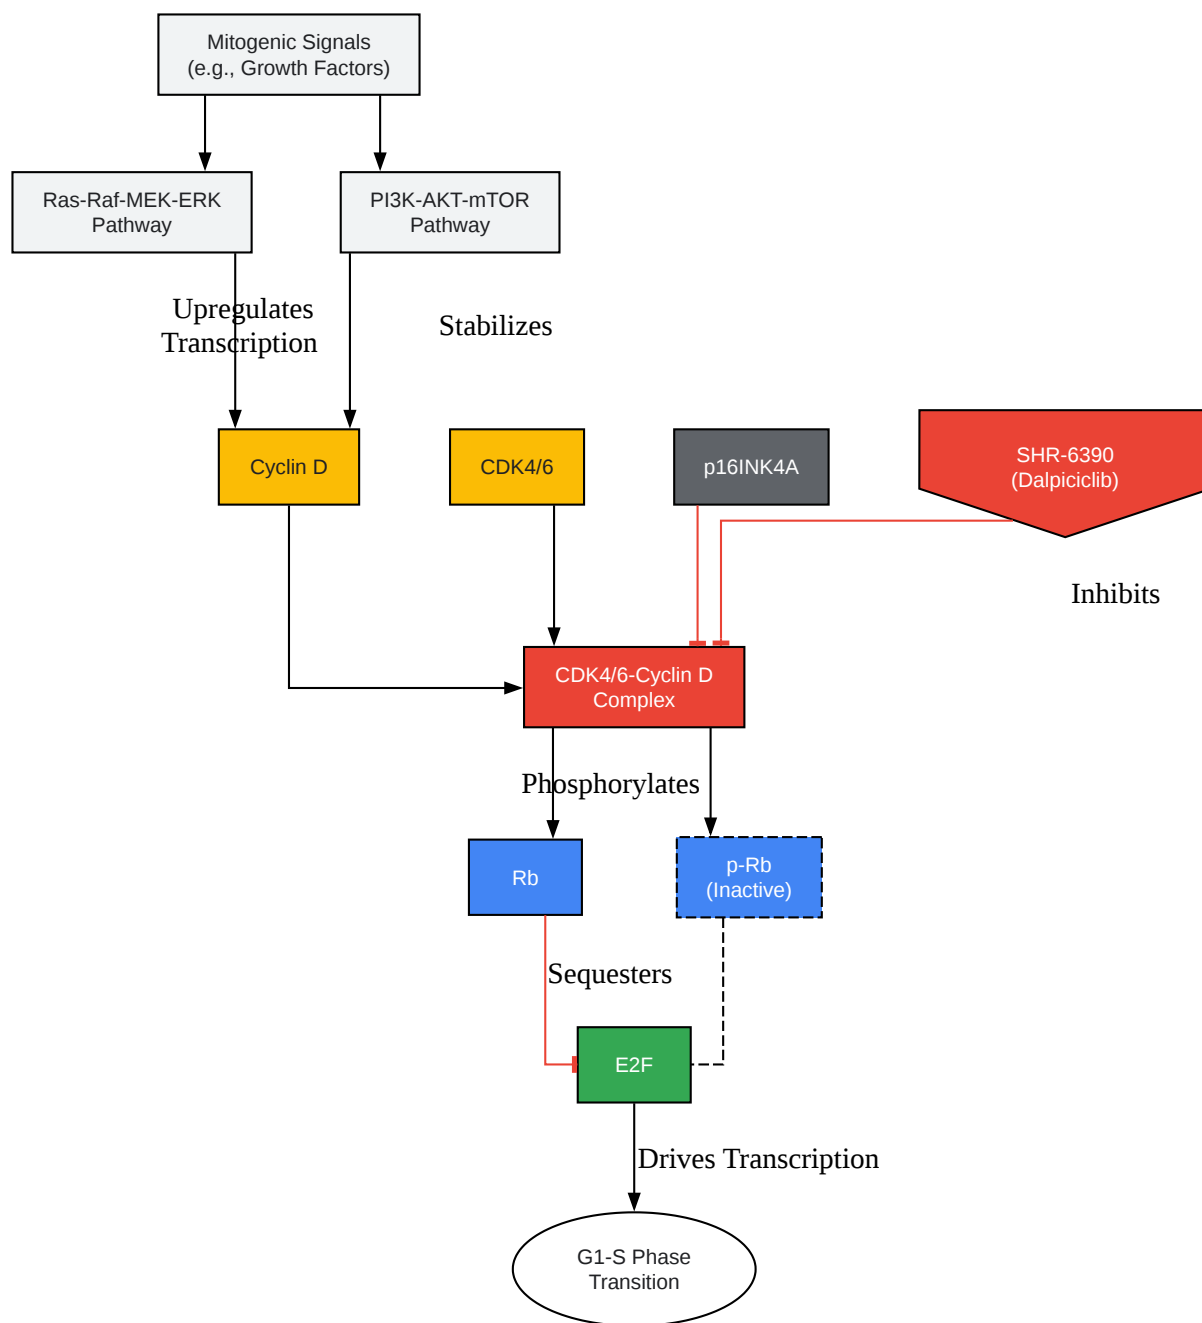 Mitogenic Signals
(e.g., Growth Factors)
Ras-Raf-MEK-ERK
Pathway
PI3K-AKT-mTOR
Pathway
Upregulates
Transcription
Stabilizes
Cyclin D
CDK4/6
p16INK4A
SHR-6390
(Dalpiciclib)
Inhibits
CDK4/6-Cyclin D
Complex
Phosphorylates
Rb
p-Rb
(Inactive)
Sequesters
E2F
Drives Transcription
G1-S Phase
Transition